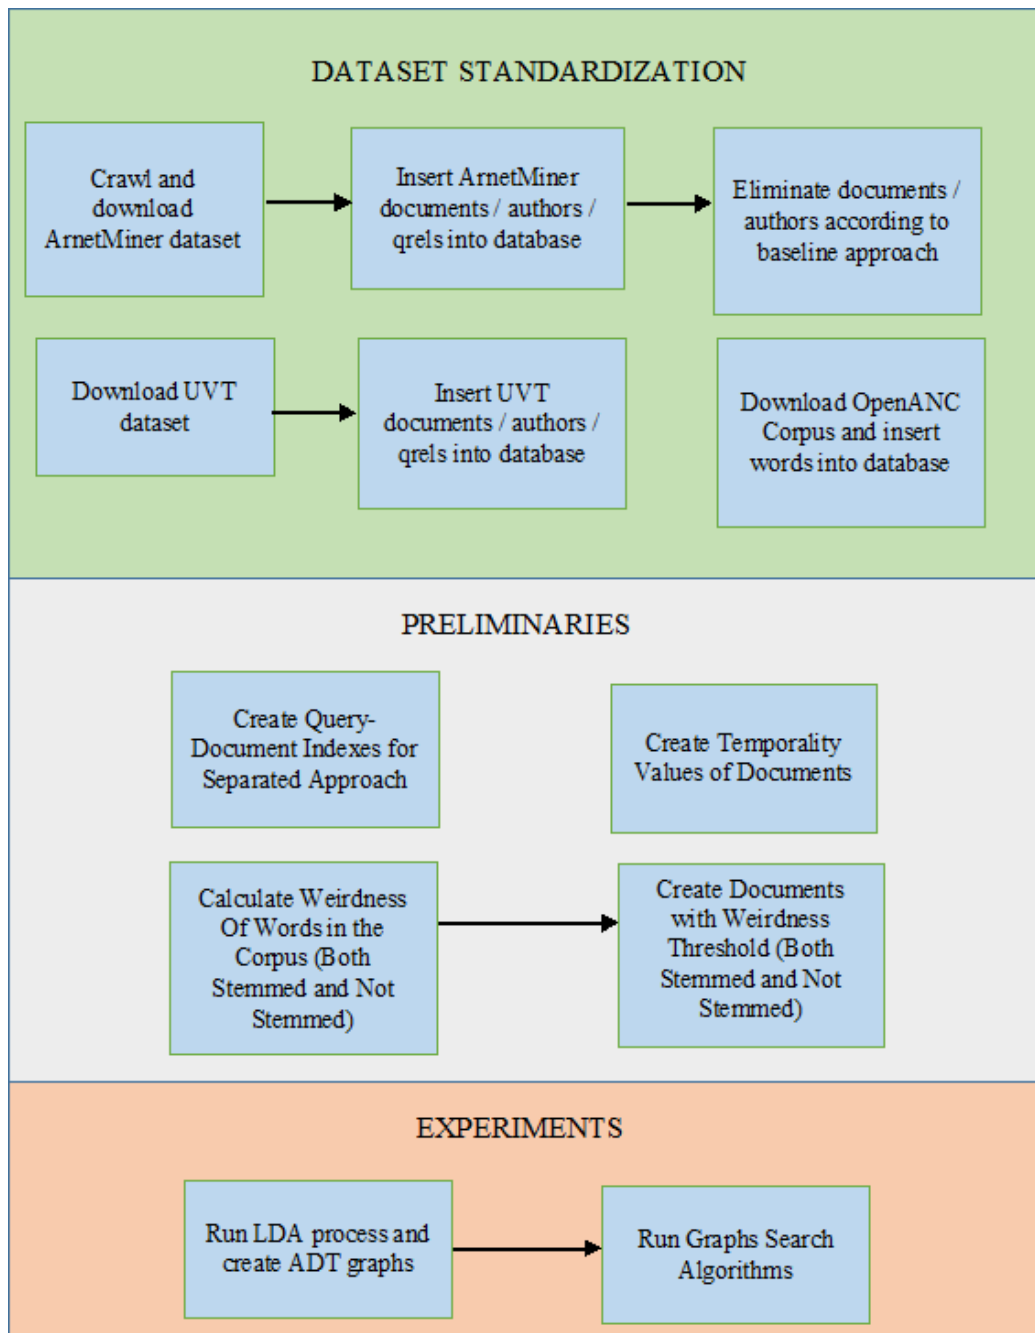 DATASET STANDARDIZATION
Crawl and
download
ArnetMiner dataset
Insert ArnetMiner
documents / authors /
qrels into database
Eliminate documents /
authors according to
baseline approach
Download UVT
dataset
Insert UVT
documents / authors /
qrels into database
Download OpenANC
Corpus and insert
words into database
PRELIMINARIES
Create Query-
Document Indexes for
Separated Approach
Create Temporality
Values of Documents
Calculate Weirdness
Of Words in the
Corpus (Both
Stemmed and Not
Stemmed)
Create Documents
with Weirdness
Threshold (Both
Stemmed and Not
Stemmed)
EXPERIMENTS
Run LDA process and
create ADT graphs
Run Graphs Search
Algorithms